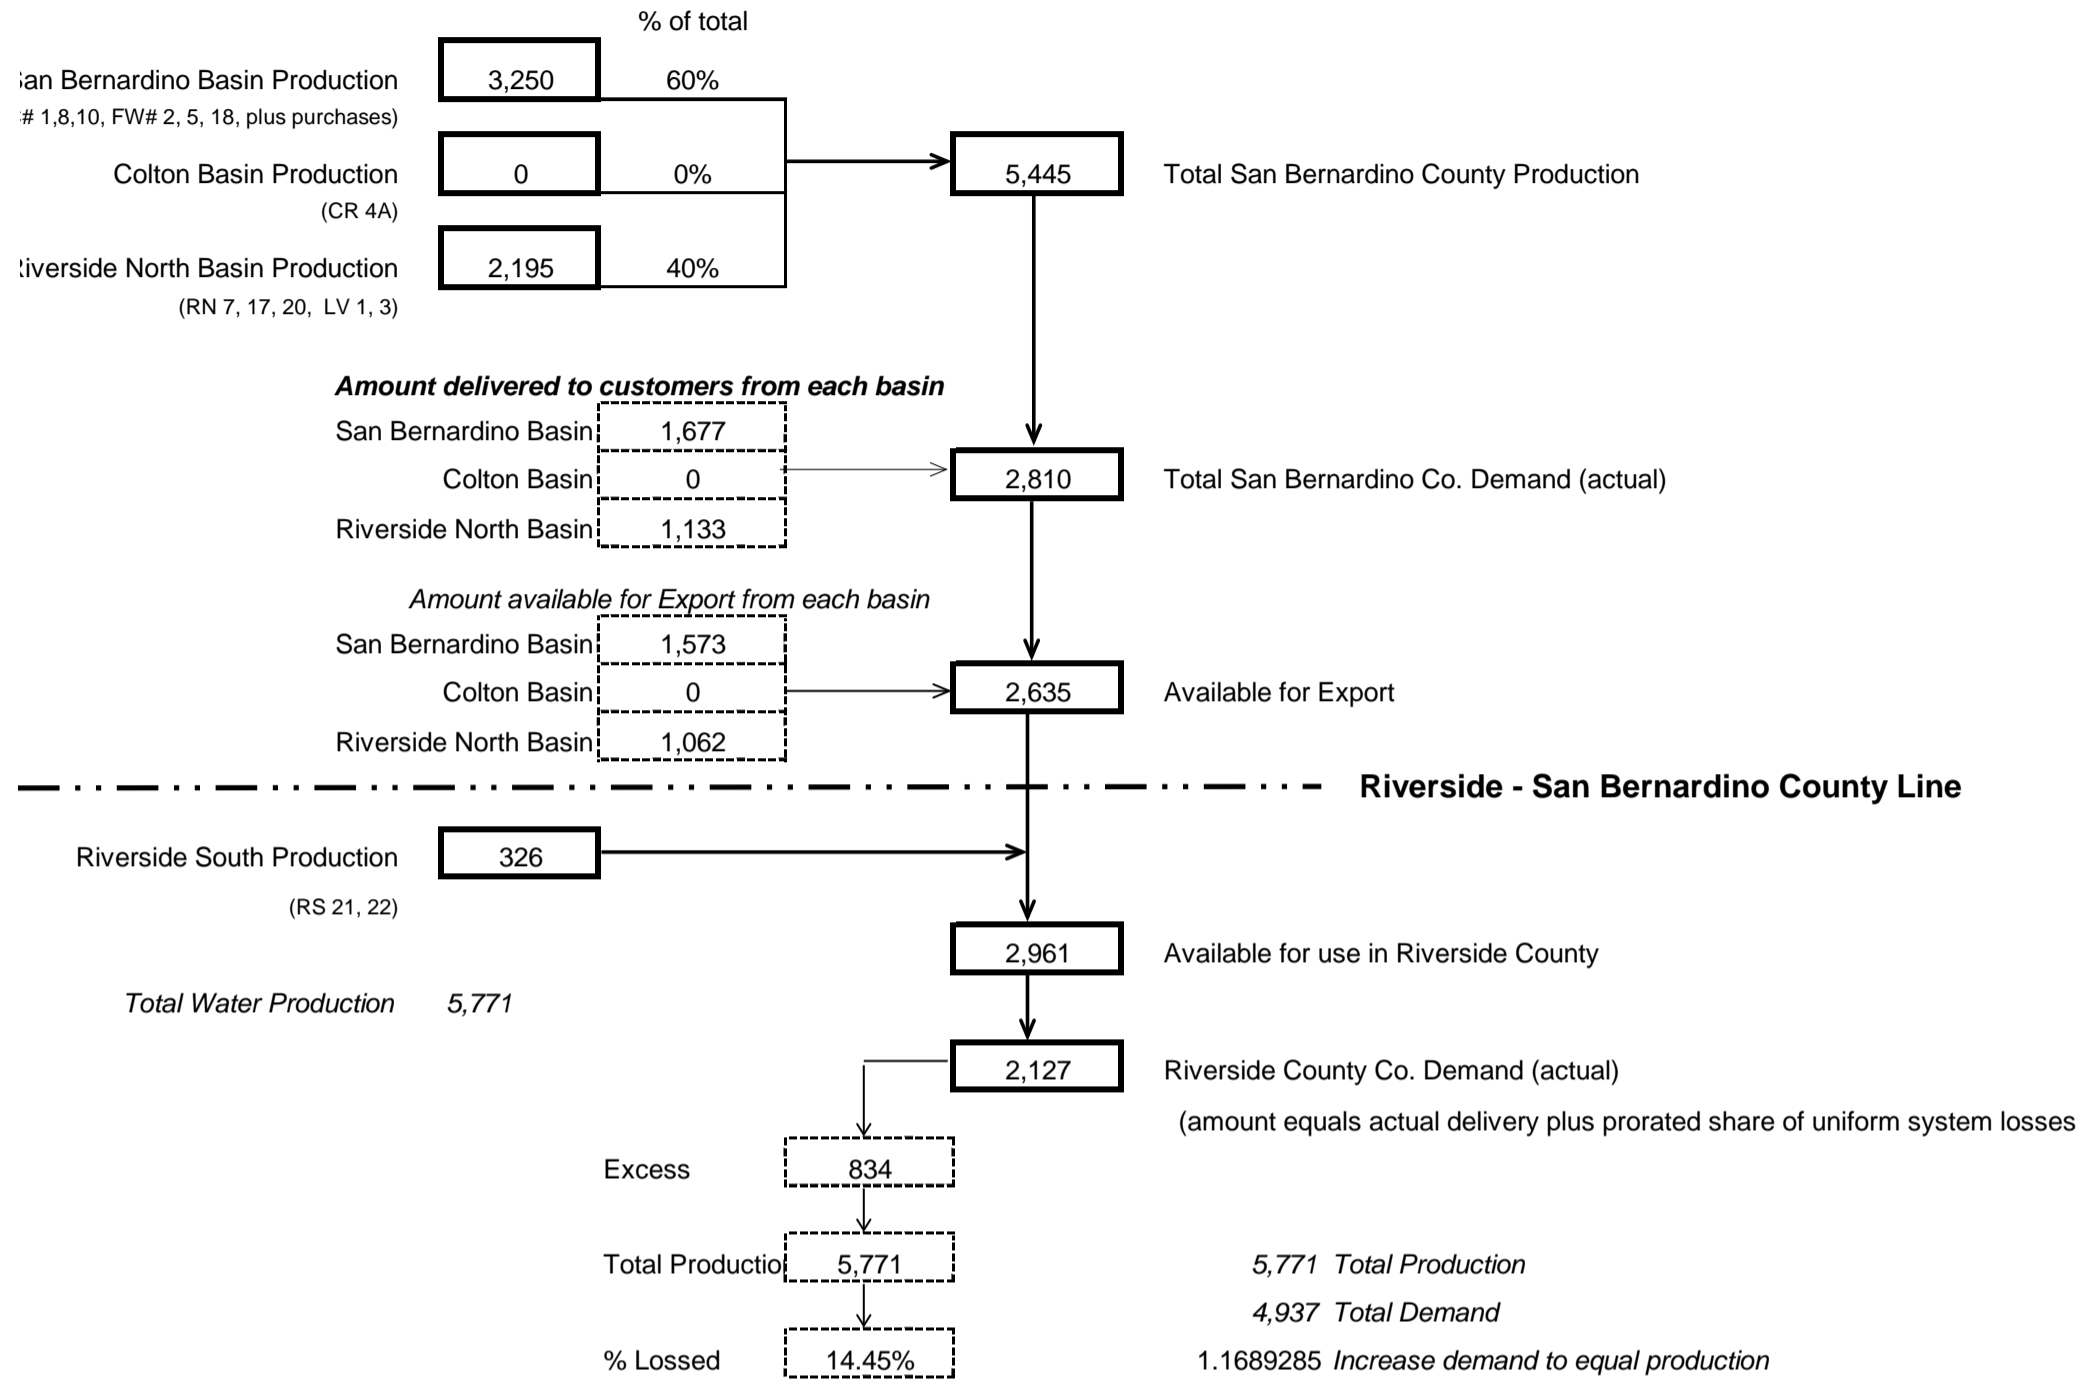 % of total
an Bernardino Basin Production 3,250 60%
# 1,8,10, FW# 2, 5, 18, plus purchases)
Colton Basin Production 0 0% 5,445 Total San Bernardino County Production
(CR 4A)
iverside North Basin Production 2,195 40%
(RN 7, 17, 20, LV 1, 3)
Amount delivered to customers from each basin
San Bernardino Basin 1,677
Colton Basin 0 2,810 Total San Bernardino Co. Demand (actual)
Riverside North Basin 1,133
Amount available for Export from each basin
San Bernardino Basin 1,573
Colton Basin 0 2,635 Available for Export
Riverside North Basin 1,062
Riverside - San Bernardino County Line
Riverside South Production 326
(RS 21, 22)
2,961 Available for use in Riverside County
Total Water Production 5,771
2,127 Riverside County Co. Demand (actual)
(amount equals actual delivery plus prorated share of uniform system losses
Excess 834
Total Productio 5,771 5,771 Total Production
4,937 Total Demand
% Lossed 14.45% 1.1689285 Increase demand to equal production